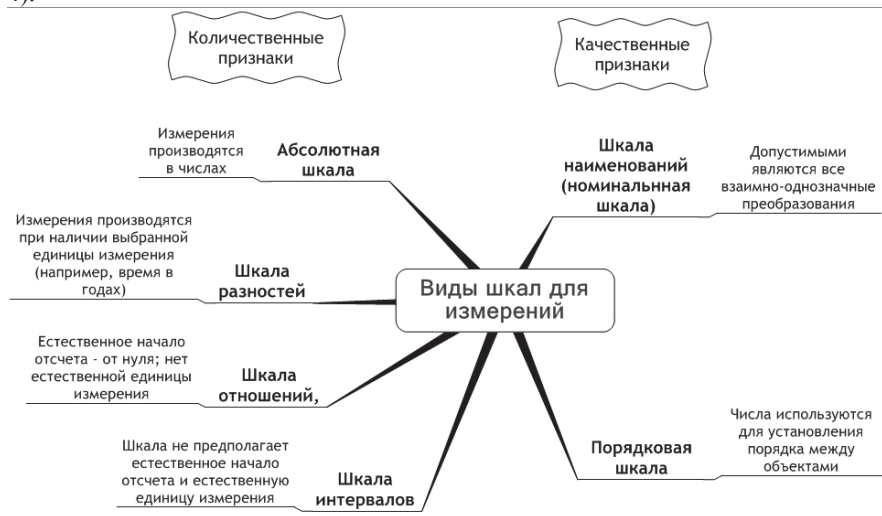 Количественные
признаки
Качественные
признаки
Измерения
производятся
в числах
Абсолютная
шкала
Измерения производятся
при наличии выбранной
единицы измерения
(например, время в
годах)
Шкала
разностей
Естественное начало
отсчета - от нуля; нет
естественной единицы
измерения
Шкала
отношений,
Шкала не предполагает
естественное начало
отсчета и естественную
единицу измерения
Шкала
интервалов
Виды шкал для
измерений
Шкала
наименований
(номинальнная
шкала)
Допустимыми
являются все
взаимно-однозначные
преобразования
Порядковая
шкала
Числа используются
для установления
порядка между
объектами